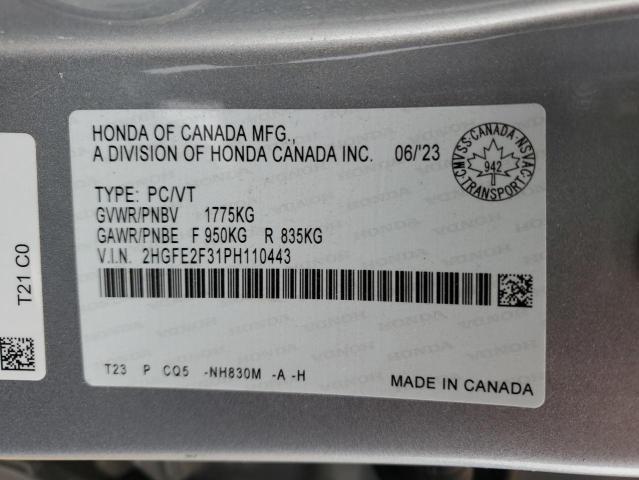 HONDA OF CANADA MFG.,
A DIVISION OF HONDA CANADA INC. 06/'23
CMVSS·CANADA·NSVAC
942
TRANSPORT
TYPE: PC/VT
GVWR/PNBV 1775KG
GAWR/PNBE F 950KG R 835KG
V.I.N. 2HGFE2F31PH110443
T23 P CQ5 -NH830M -A -H
MADE IN CANADA
T21 C0